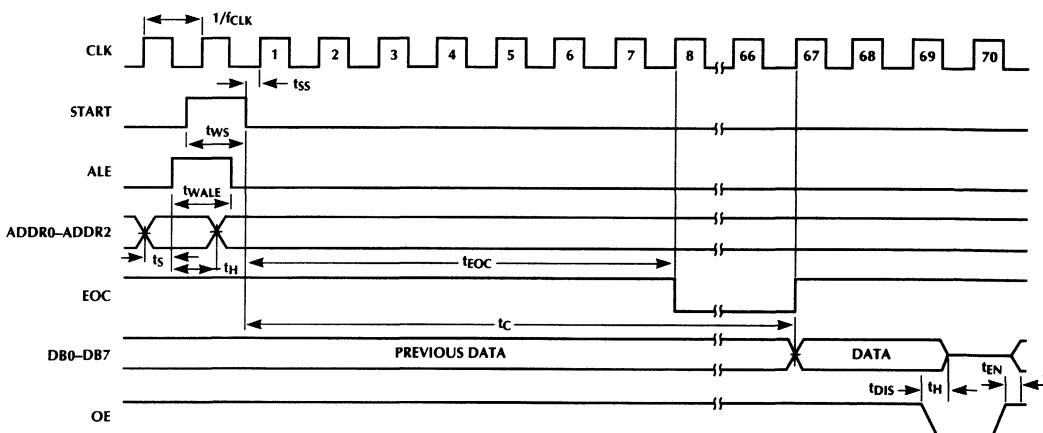 1/fCLK
CLK 1 2 3 4 5 6 7 8 66 67 68 69 70
tSS
START
tWS
ALE
tWALE
ADDR0–ADDR2
tS tH tEOC
EOC
tC
DB0–DB7 PREVIOUS DATA DATA
tDIS tH tEN
OE